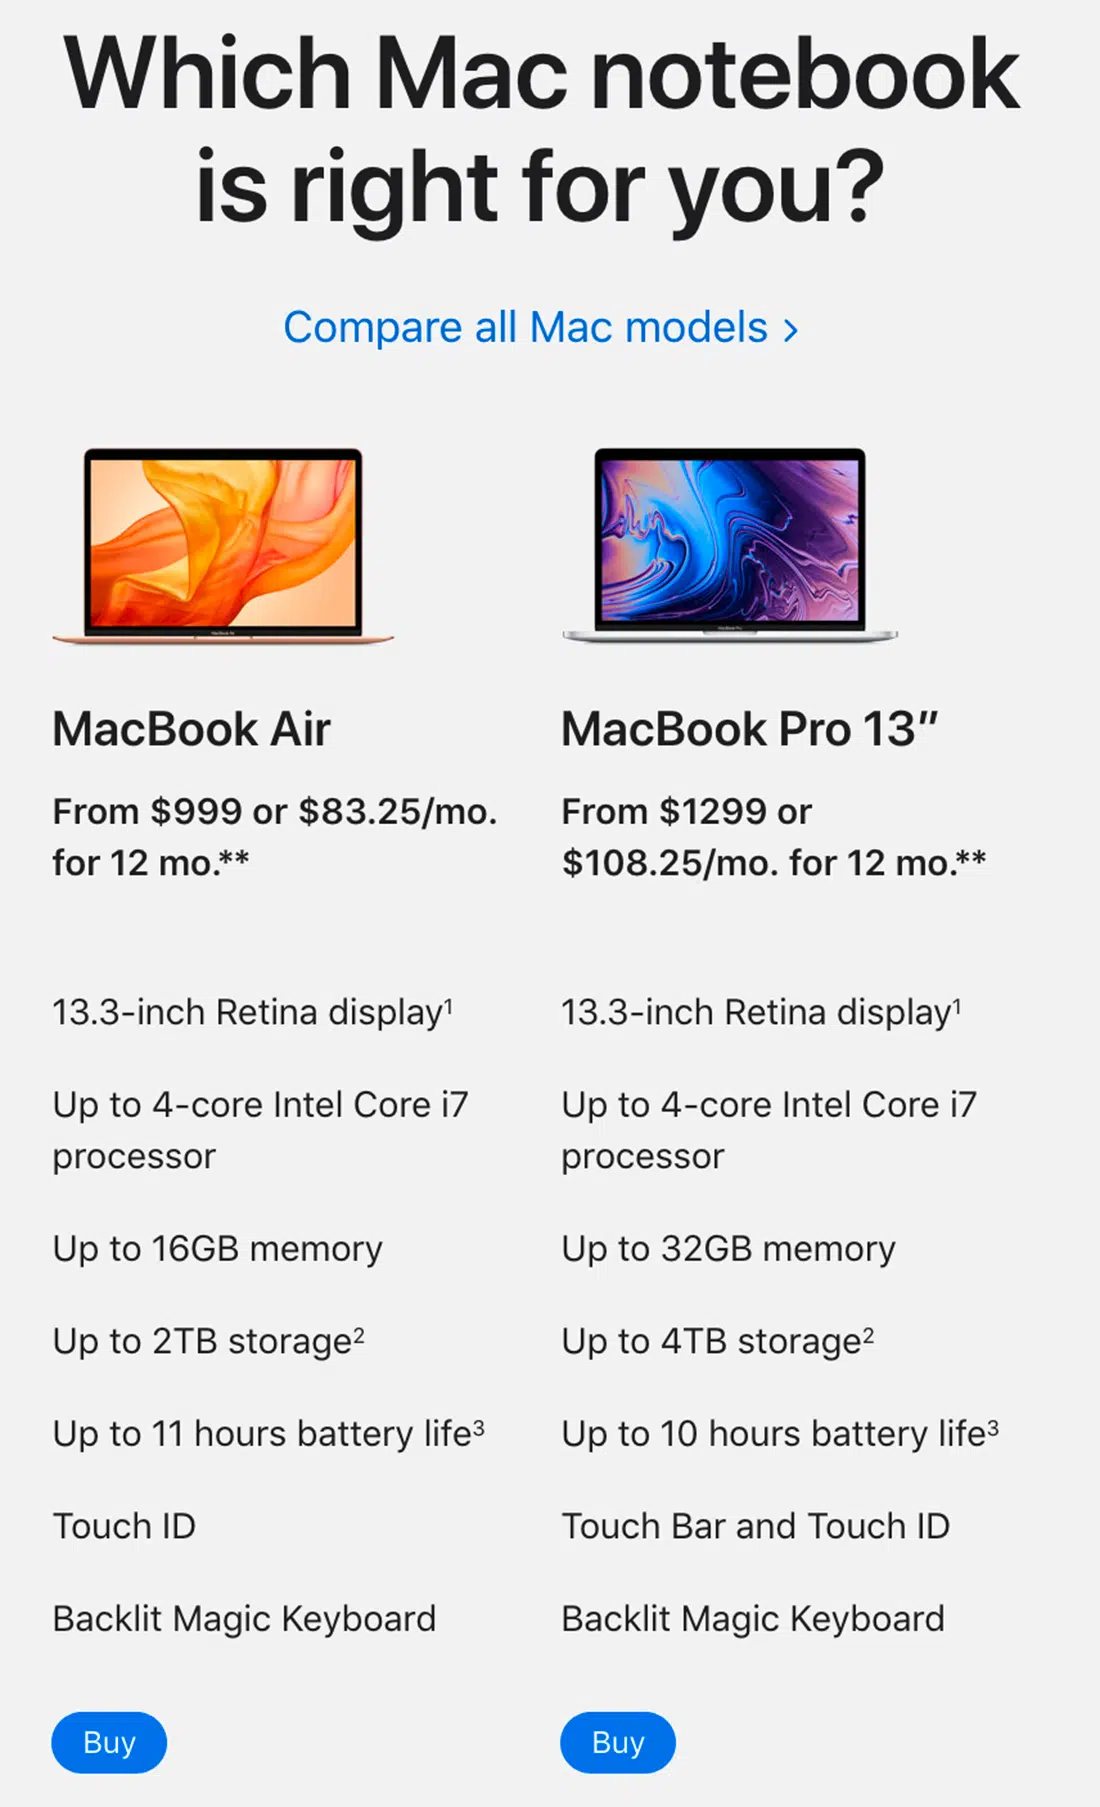 Which Mac notebook
is right for you?
Compare all Mac models >
MacBook Air
From $999 or $83.25/mo.
for 12 mo.**
13.3-inch Retina display¹
Up to 4-core Intel Core i7
processor
Up to 16GB memory
Up to 2TB storage²
Up to 11 hours battery life³
Touch ID
Backlit Magic Keyboard
Buy
MacBook Pro 13″
From $1299 or
$108.25/mo. for 12 mo.**
13.3-inch Retina display¹
Up to 4-core Intel Core i7
processor
Up to 32GB memory
Up to 4TB storage²
Up to 10 hours battery life³
Touch Bar and Touch ID
Backlit Magic Keyboard
Buy